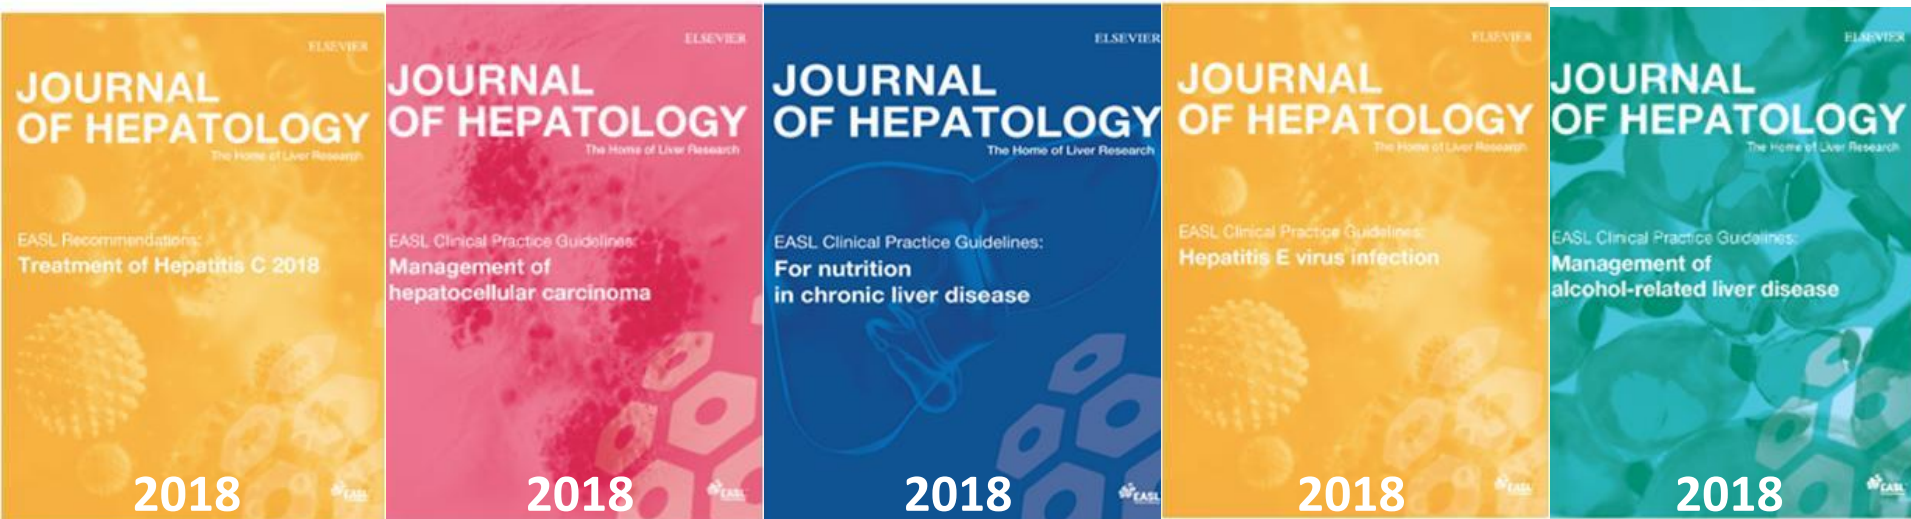 ELSEVIER
JOURNAL
OF HEPATOLOGY
The Home of Liver Research
EASL Recommendations:
Treatment of Hepatitis C 2018
2018
EASL
ELSEVIER
JOURNAL
OF HEPATOLOGY
The Home of Liver Research
EASL Clinical Practice Guidelines:
Management of
hepatocellular carcinoma
2018
EASL
ELSEVIER
JOURNAL
OF HEPATOLOGY
The Home of Liver Research
EASL Clinical Practice Guidelines:
For nutrition
in chronic liver disease
2018
EASL
ELSEVIER
JOURNAL
OF HEPATOLOGY
The Home of Liver Research
EASL Clinical Practice Guidelines:
Hepatitis E virus infection
2018
EASL
ELSEVIER
JOURNAL
OF HEPATOLOGY
The Home of Liver Research
EASL Clinical Practice Guidelines:
Management of
alcohol-related liver disease
2018
EASL